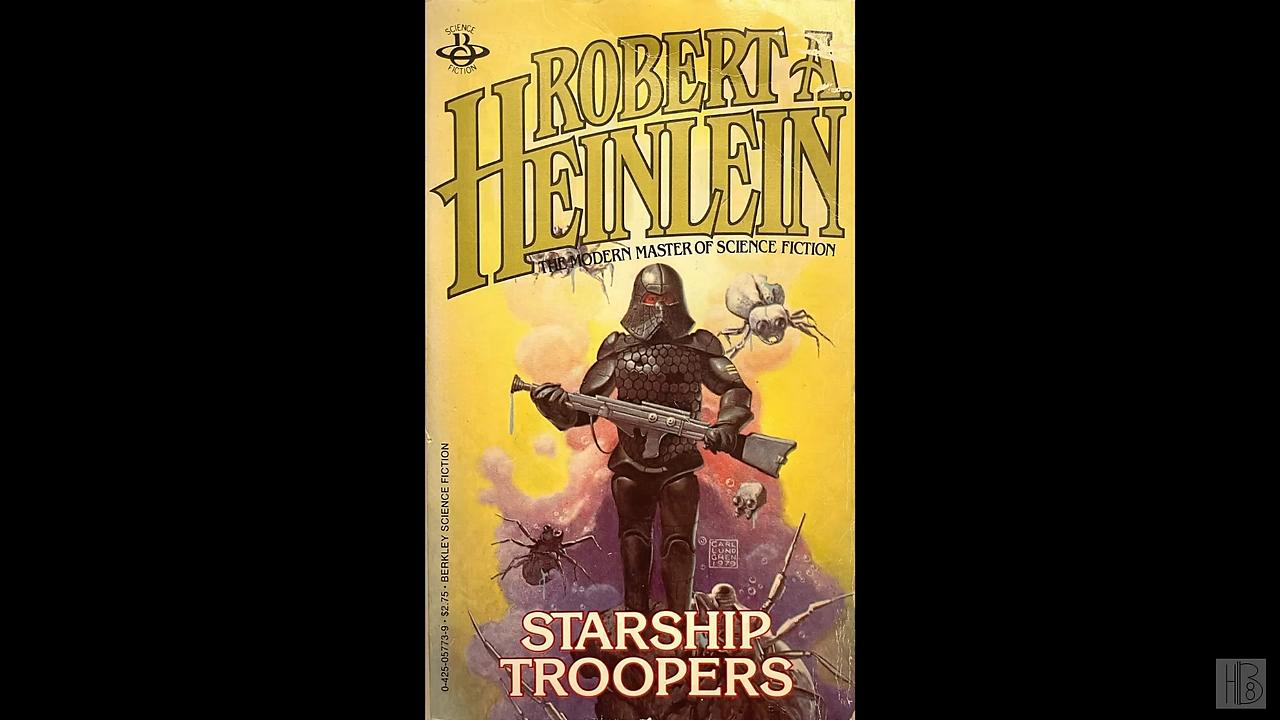 SCIENCE
B
FICTION
ROBERT A.
HEINLEIN
THE MODERN MASTER OF SCIENCE FICTION
0-425-05773-9 • $2.75 • BERKLEY SCIENCE FICTION
©
CARL
LUND
GREN
1979
STARSHIP
TROOPERS
HB8